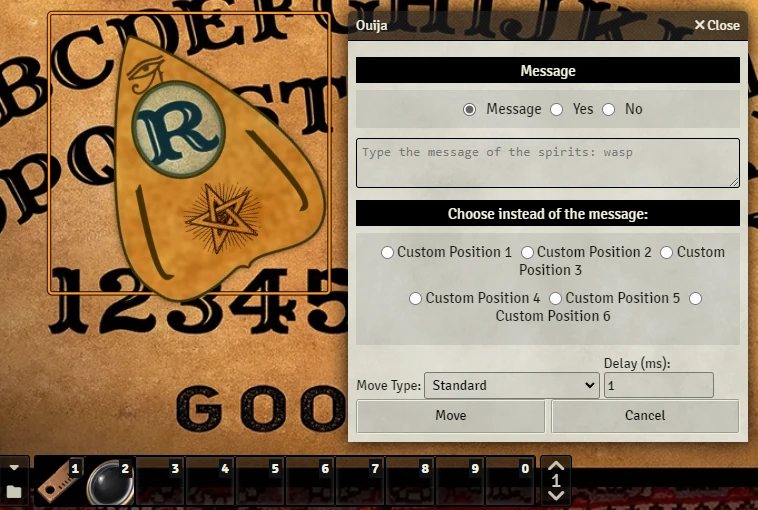 BCDEFGHIJ
Ouija
Close
Message
Message Yes No
Type the message of the spirits: wasp
Choose instead of the message:
Custom Position 1 Custom Position 2 Custom
Position 3
Custom Position 4 Custom Position 5
Custom Position 6
Delay (ms):
Move Type: Standard 1
Move Cancel
OPQR ST
12345
GOO
1 2 3 4 5 6 7 8 9 0 1